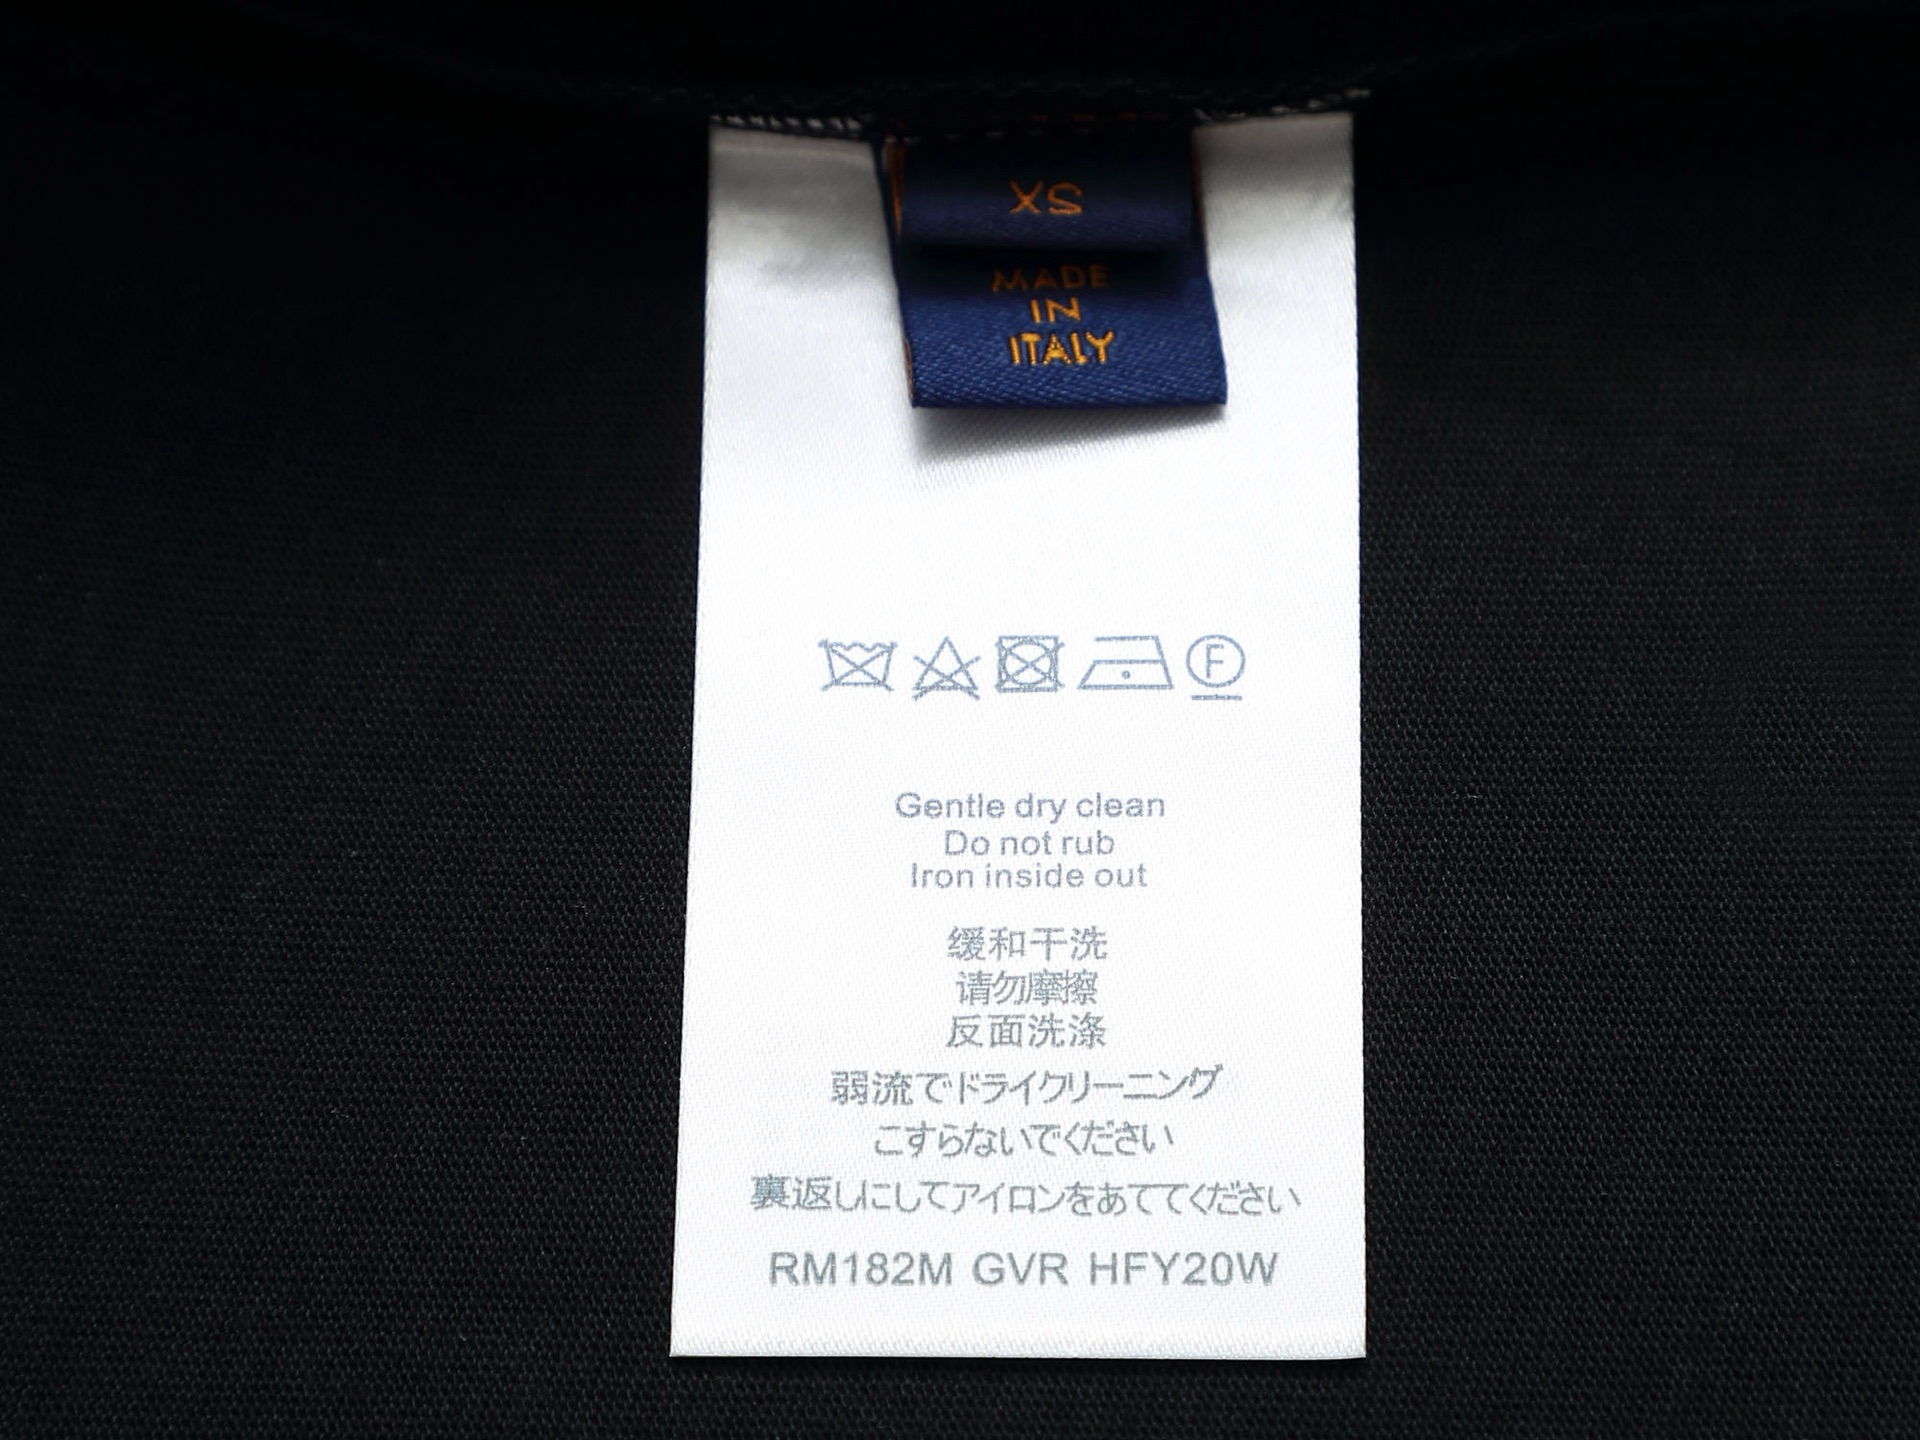 XS
MADE
IN
ITALY
F
Gentle dry clean
Do not rub
Iron inside out
缓和干洗
请勿摩擦
反面洗涤
弱流でドライクリーニング
こすらないでください
裏返しにしてアイロンをあててください
RM182M GVR HFY20W